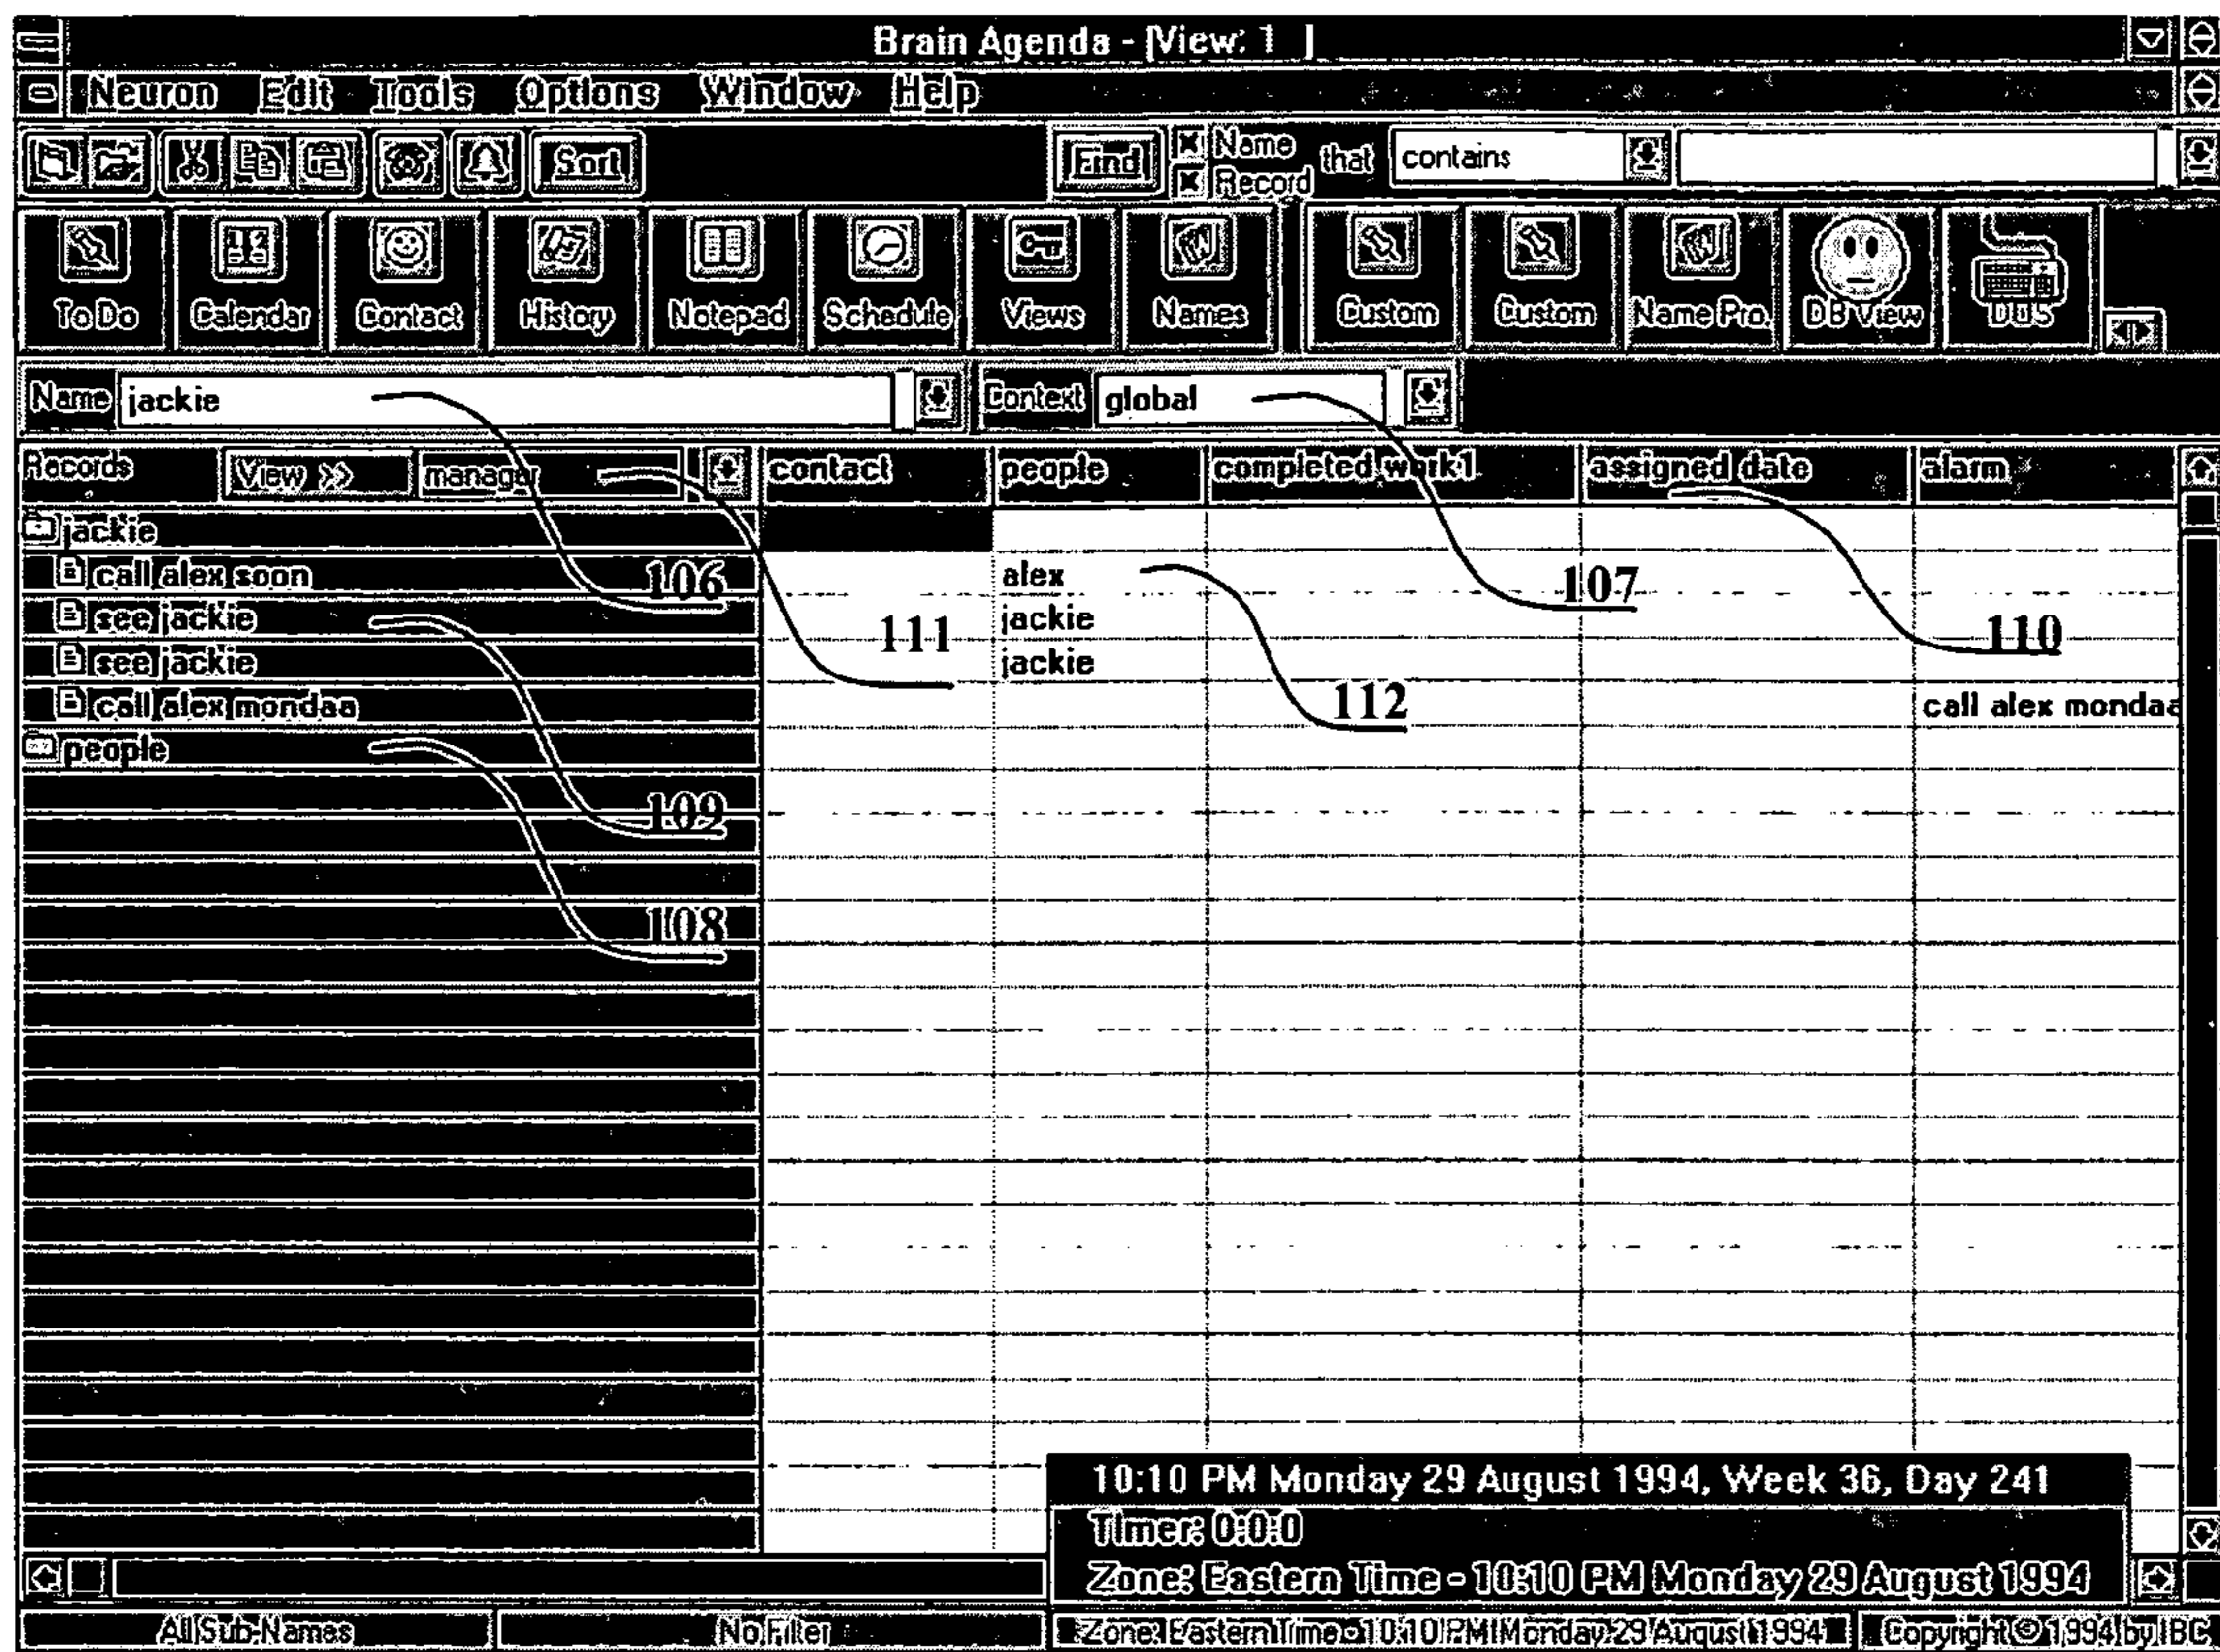 Brain Agenda - [View: 1 ]
Neuron Edit Tools Options Window Help
Sort Find Name Record that contains
To Do Calendar Contact History Notepad Schedule Views Names Custom Custom Name Pro. DB View DOS
Name jackie Context global
Records View >> manager contact people completed work1 assigned date alarm
jackie
call alex soon 106 alex 107
see jackie 111 jackie 110
see jackie jackie
call alex mondaa 112 call alex mondaa
people
109
108
10:10 PM Monday 29 August 1994, Week 36, Day 241
Timer: 0:0:0
Zone: Eastern Time - 10:10 PM Monday 29 August 1994
All Sub-Names No Filter Zone: Eastern Time - 10:10 PM Monday 29 August 1994 Copyright © 1994 by IBC